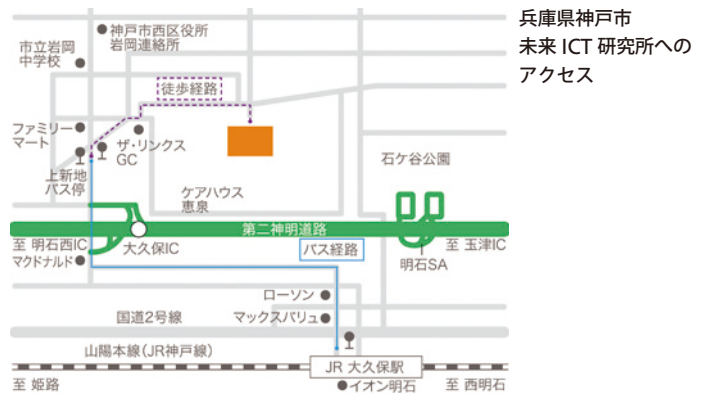 兵庫県神戸市
未来 ICT 研究所への
アクセス
神戸市西区役所
岩岡連絡所
市立岩岡
中学校
徒歩経路
ファミリー
マート
ザ・リンクス
GC
上新地
バス停
石ケ谷公園
ケアハウス
恵泉
第二神明道路
至 明石西IC
大久保IC
バス経路
至 玉津IC
マクドナルド
明石SA
ローソン
国道2号線
マックスバリュ
山陽本線(JR神戸線)
JR 大久保駅
至 姫路
イオン明石
至 西明石